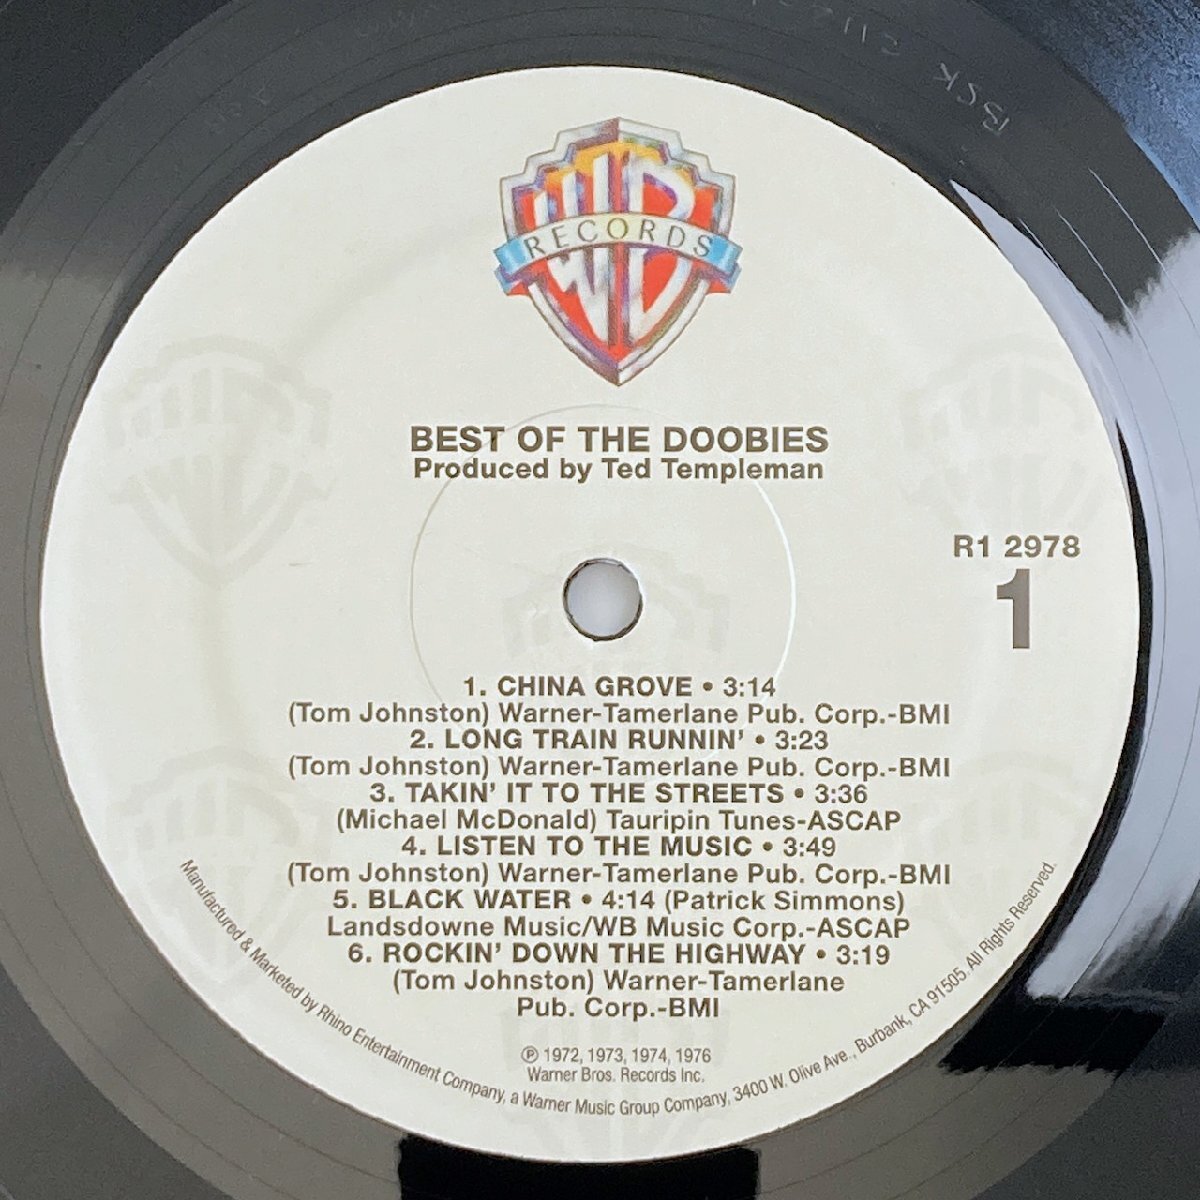 WB
RECORDS
BEST OF THE DOOBIES
Produced by Ted Templeman
R1 2978
1
1. CHINA GROVE • 3:14
(Tom Johnston) Warner-Tamerlane Pub. Corp.-BMI
2. LONG TRAIN RUNNIN' • 3:23
(Tom Johnston) Warner-Tamerlane Pub. Corp.-BMI
3. TAKIN' IT TO THE STREETS • 3:36
(Michael McDonald) Tauripin Tunes-ASCAP
4. LISTEN TO THE MUSIC • 3:49
(Tom Johnston) Warner-Tamerlane Pub. Corp.-BMI
5. BLACK WATER • 4:14 (Patrick Simmons)
Landsdowne Music/WB Music Corp.-ASCAP
6. ROCKIN' DOWN THE HIGHWAY • 3:19
(Tom Johnston) Warner-Tamerlane
Pub. Corp.-BMI
℗ 1972, 1973, 1974, 1976
Warner Bros. Records Inc.
Manufactured & Marketed by Rhino Entertainment Company, a Warner Music Group Company, 3400 W. Olive Ave., Burbank, CA 91505. All Rights Reserved.
BSK